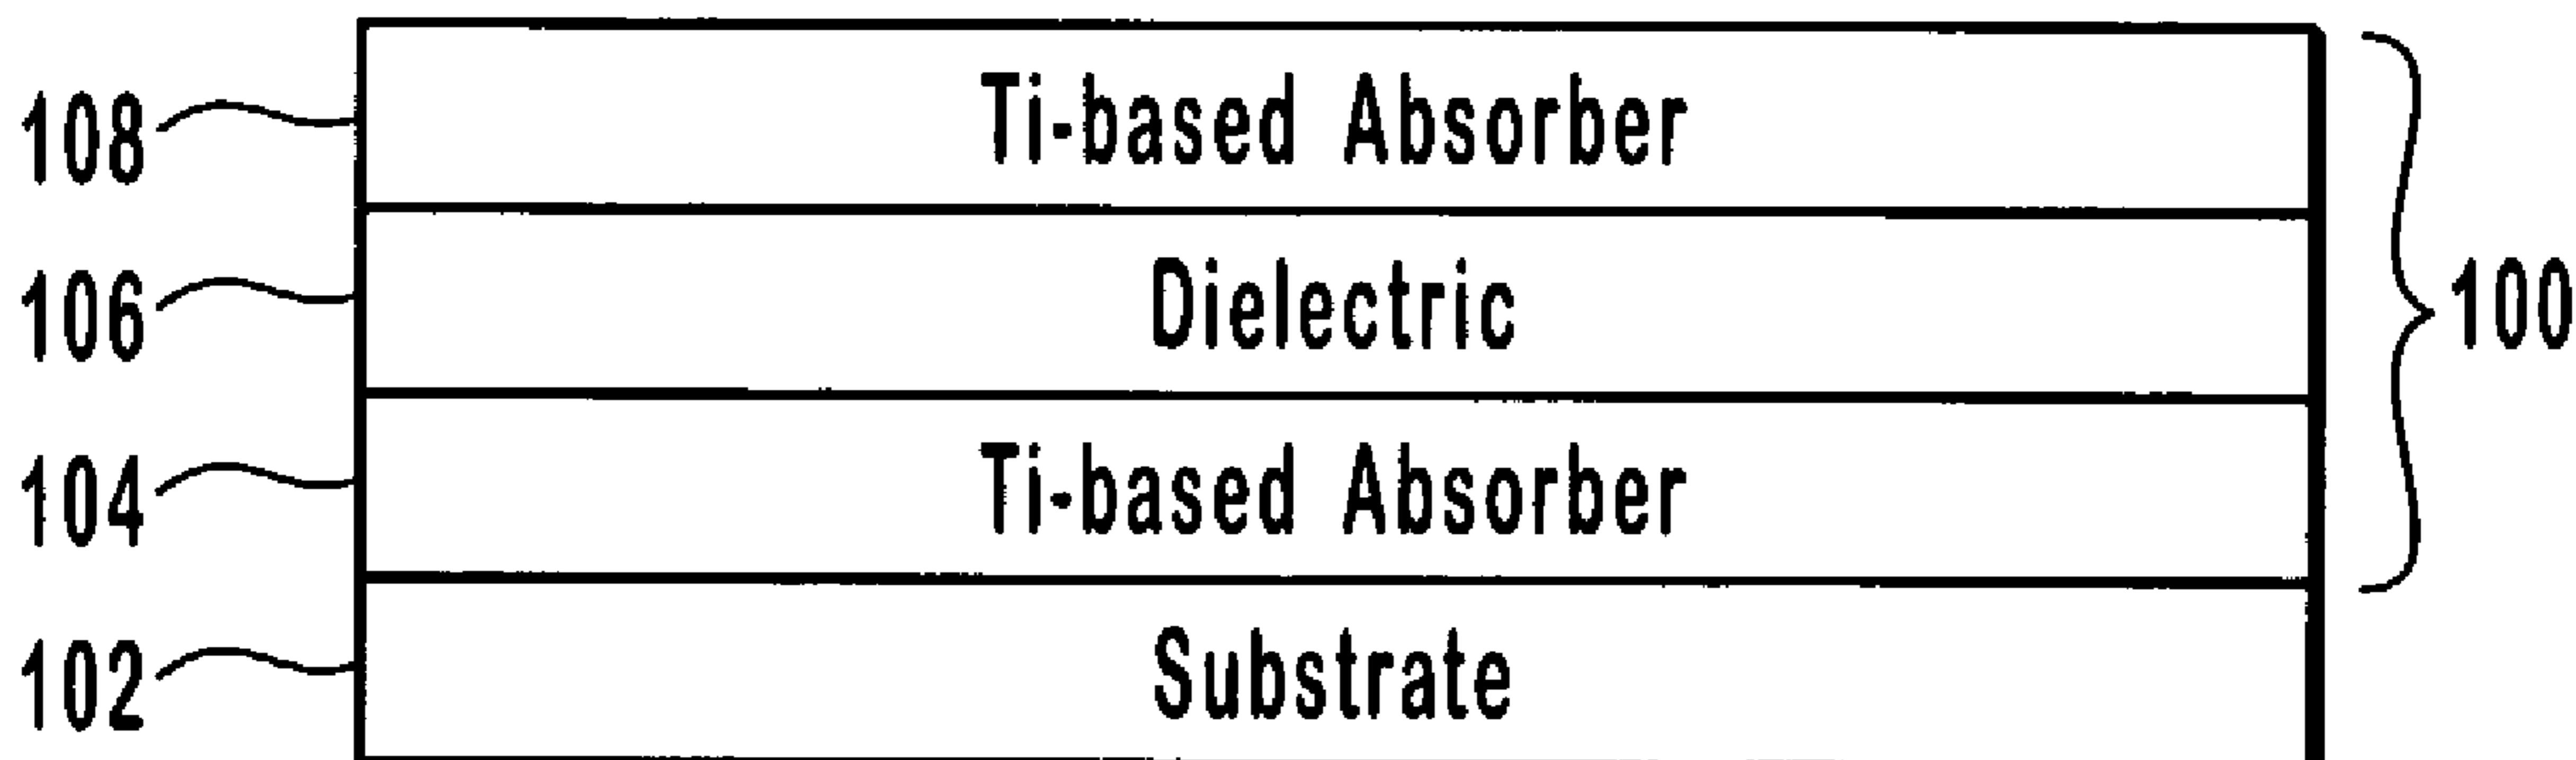 108 Ti-based Absorber
106 Dielectric 100
104 Ti-based Absorber
102 Substrate